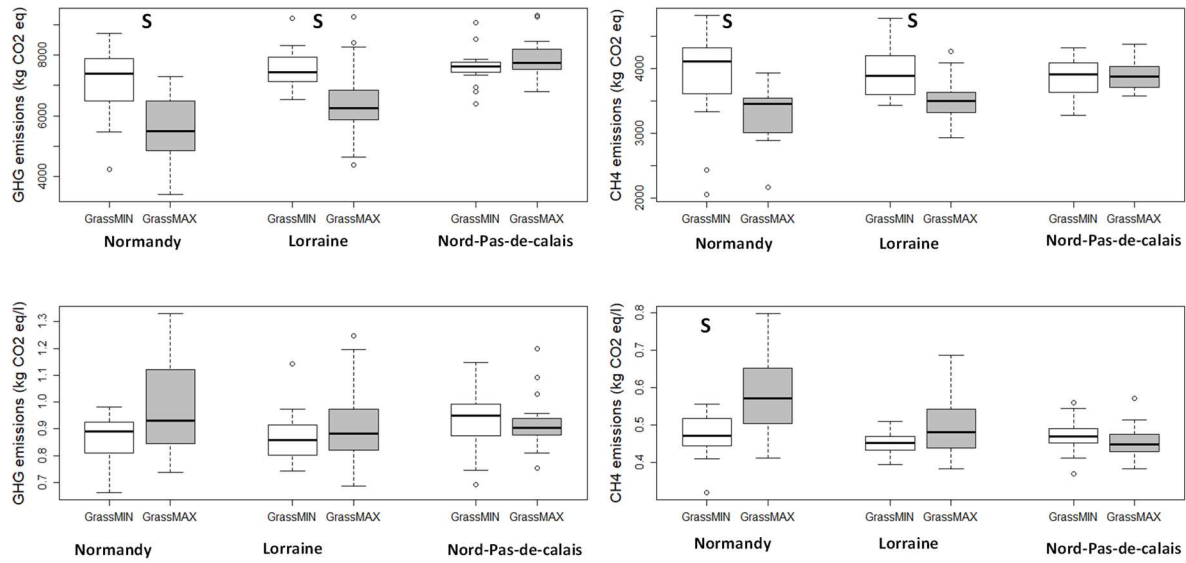 GHG emissions (kg CO2 eq)
8000
6000
4000
S
S
GrassMIN GrassMAX GrassMIN GrassMAX GrassMIN GrassMAX
Normandy Lorraine Nord-Pas-de-calais
CH4 emissions (kg CO2 eq)
4000
3000
2000
S
S
GrassMIN GrassMAX GrassMIN GrassMAX GrassMIN GrassMAX
Normandy Lorraine Nord-Pas-de-calais
GHG emissions (kg CO2 eq/l)
1.3
1.2
1.1
1.0
0.9
0.8
0.7
GrassMIN GrassMAX GrassMIN GrassMAX GrassMIN GrassMAX
Normandy Lorraine Nord-Pas-de-calais
CH4 emissions (kg CO2 eq/l)
0.8
0.7
0.6
0.5
0.4
S
GrassMIN GrassMAX GrassMIN GrassMAX GrassMIN GrassMAX
Normandy Lorraine Nord-Pas-de-calais